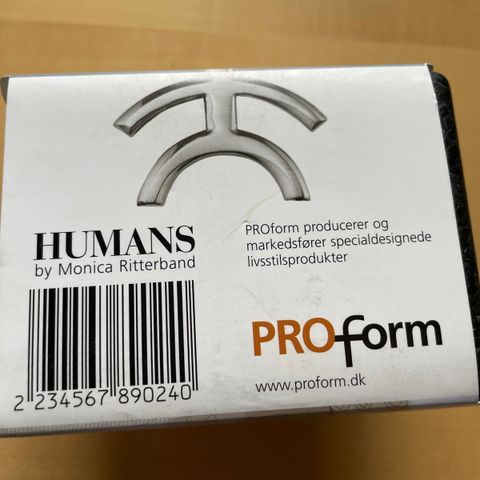 HUMANS
by Monica Ritterband
2 234567 890240
PROform producerer og
markedsfører specialdesignede
livsstilsprodukter
PROform
www.proform.dk